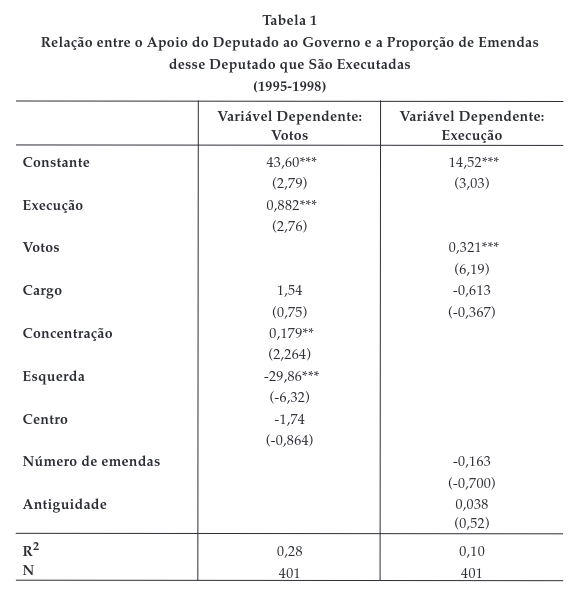 Tabela 1
Relação entre o Apoio do Deputado ao Governo e a Proporção de Emendas
desse Deputado que São Executadas
(1995-1998)
Variável Dependente: Variável Dependente:
Votos Execução
Constante 43,60*** 14,52***
(2,79) (3,03)
Execução 0,882***
(2,76)
Votos 0,321***
(6,19)
Cargo 1,54 -0,613
(0,75) (-0,367)
Concentração 0,179**
(2,264)
Esquerda -29,86***
(-6,32)
Centro -1,74
(-0,864)
Número de emendas -0,163
(-0,700)
Antiguidade 0,038
(0,52)
R2 0,28 0,10
N 401 401